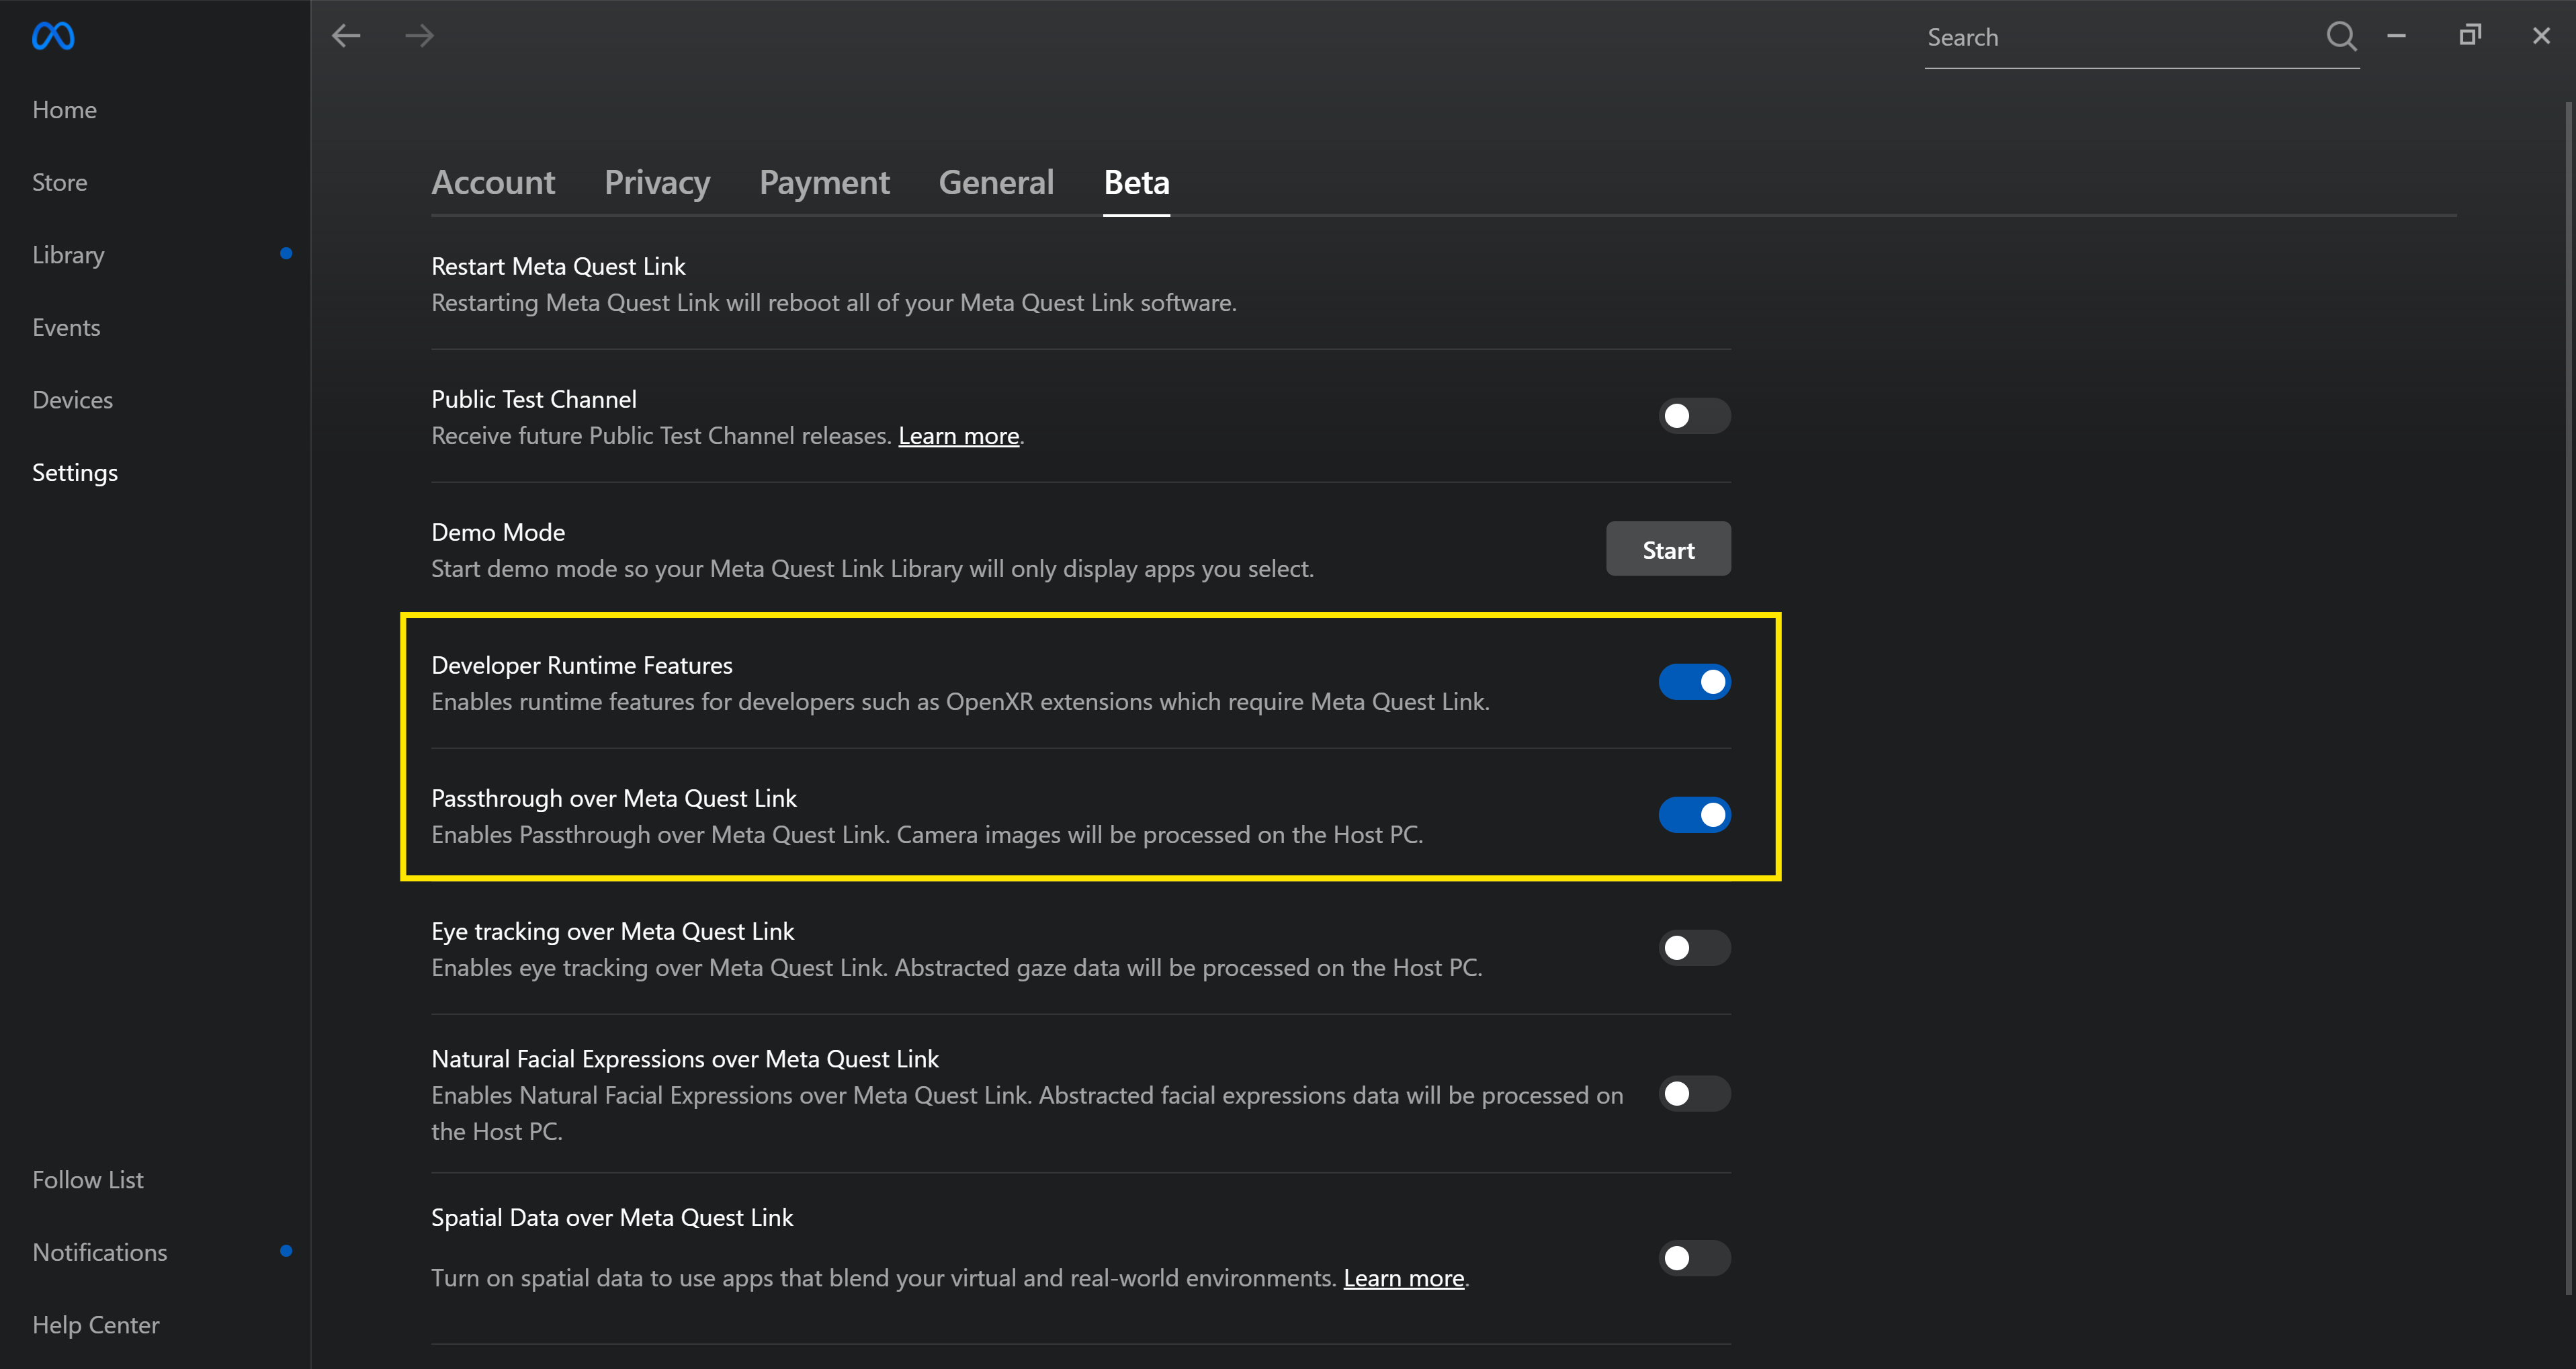 Search
Home
Store
Library
Events
Devices
Settings
Follow List
Notifications
Help Center
Account Privacy Payment General Beta
Restart Meta Quest Link
Restarting Meta Quest Link will reboot all of your Meta Quest Link software.
Public Test Channel
Receive future Public Test Channel releases. Learn more.
Demo Mode
Start demo mode so your Meta Quest Link Library will only display apps you select.
Start
Developer Runtime Features
Enables runtime features for developers such as OpenXR extensions which require Meta Quest Link.
Passthrough over Meta Quest Link
Enables Passthrough over Meta Quest Link. Camera images will be processed on the Host PC.
Eye tracking over Meta Quest Link
Enables eye tracking over Meta Quest Link. Abstracted gaze data will be processed on the Host PC.
Natural Facial Expressions over Meta Quest Link
Enables Natural Facial Expressions over Meta Quest Link. Abstracted facial expressions data will be processed on
the Host PC.
Spatial Data over Meta Quest Link
Turn on spatial data to use apps that blend your virtual and real-world environments. Learn more.